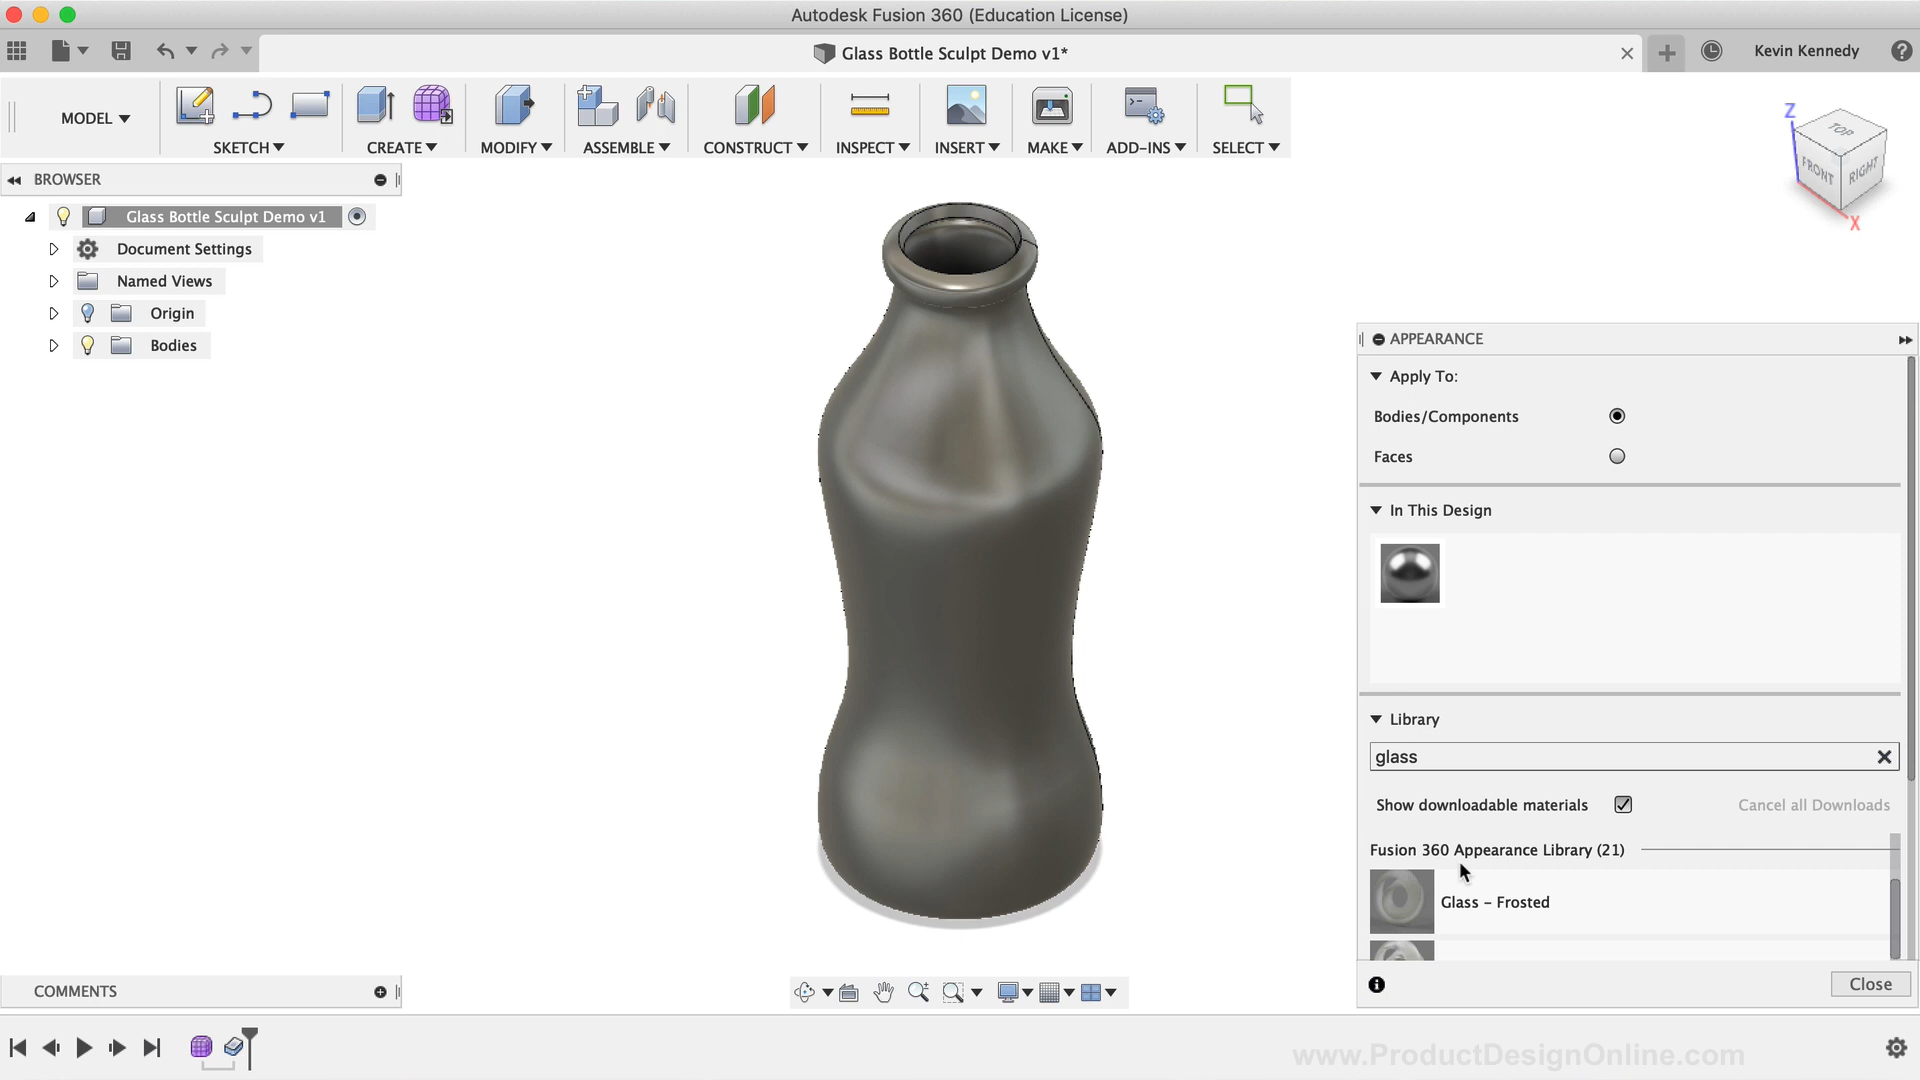 Autodesk Fusion 360 (Education License)
Glass Bottle Sculpt Demo v1*
Kevin Kennedy
MODEL
SKETCH
CREATE
MODIFY
ASSEMBLE
CONSTRUCT
INSPECT
INSERT
MAKE
ADD-INS
SELECT
Z
TOP
FRONT
RIGHT
X
BROWSER
Glass Bottle Sculpt Demo v1
Document Settings
Named Views
Origin
Bodies
APPEARANCE
Apply To:
Bodies/Components
Faces
In This Design
Library
glass
Show downloadable materials
Cancel all Downloads
Fusion 360 Appearance Library (21)
Glass - Frosted
Close
COMMENTS
www.ProductDesignOnline.com